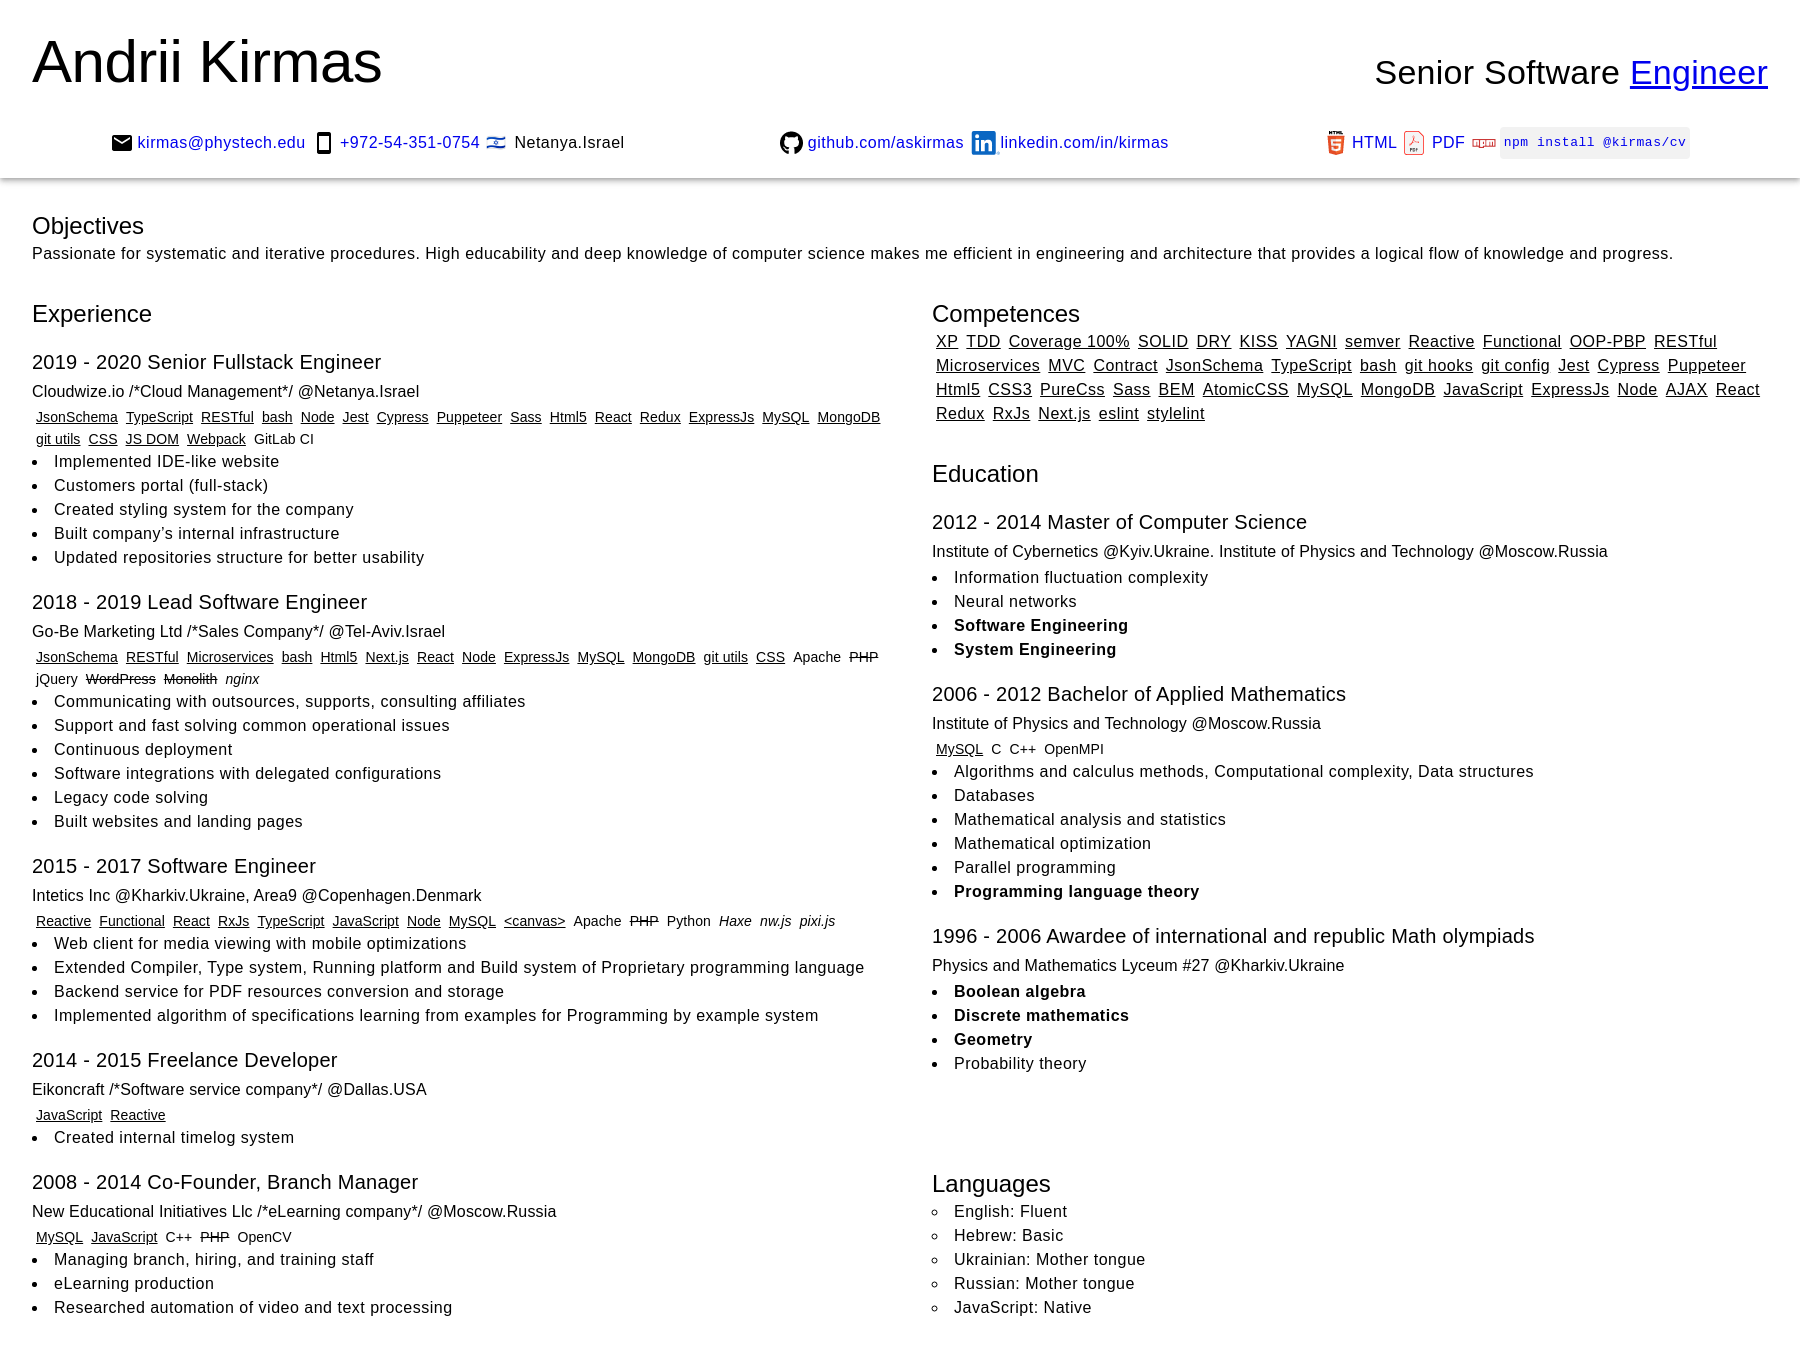 Andrii Kirmas
Senior Software Engineer
kirmas@phystech.edu +972-54-351-0754 Netanya.Israel
github.com/askirmas linkedin.com/in/kirmas
HTML PDF npm install @kirmas/cv
Objectives
Passionate for systematic and iterative procedures. High educability and deep knowledge of computer science makes me efficient in engineering and architecture that provides a logical flow of knowledge and progress.
Experience
2019 - 2020 Senior Fullstack Engineer
Cloudwize.io /*Cloud Management*/ @Netanya.Israel
JsonSchema TypeScript RESTful bash Node Jest Cypress Puppeteer Sass Html5 React Redux ExpressJs MySQL MongoDB
git utils CSS JS DOM Webpack GitLab CI
• Implemented IDE-like website
• Customers portal (full-stack)
• Created styling system for the company
• Built company’s internal infrastructure
• Updated repositories structure for better usability
2018 - 2019 Lead Software Engineer
Go-Be Marketing Ltd /*Sales Company*/ @Tel-Aviv.Israel
JsonSchema RESTful Microservices bash Html5 Next.js React Node ExpressJs MySQL MongoDB git utils CSS Apache PHP
jQuery WordPress Monolith nginx
• Communicating with outsources, supports, consulting affiliates
• Support and fast solving common operational issues
• Continuous deployment
• Software integrations with delegated configurations
• Legacy code solving
• Built websites and landing pages
2015 - 2017 Software Engineer
Intetics Inc @Kharkiv.Ukraine, Area9 @Copenhagen.Denmark
Reactive Functional React RxJs TypeScript JavaScript Node MySQL <canvas> Apache PHP Python Haxe nw.js pixi.js
• Web client for media viewing with mobile optimizations
• Extended Compiler, Type system, Running platform and Build system of Proprietary programming language
• Backend service for PDF resources conversion and storage
• Implemented algorithm of specifications learning from examples for Programming by example system
2014 - 2015 Freelance Developer
Eikoncraft /*Software service company*/ @Dallas.USA
JavaScript Reactive
• Created internal timelog system
2008 - 2014 Co-Founder, Branch Manager
New Educational Initiatives Llc /*eLearning company*/ @Moscow.Russia
MySQL JavaScript C++ PHP OpenCV
• Managing branch, hiring, and training staff
• eLearning production
• Researched automation of video and text processing
Competences
XP TDD Coverage 100% SOLID DRY KISS YAGNI semver Reactive Functional OOP-PBP RESTful
Microservices MVC Contract JsonSchema TypeScript bash git hooks git config Jest Cypress Puppeteer
Html5 CSS3 PureCss Sass BEM AtomicCSS MySQL MongoDB JavaScript ExpressJs Node AJAX React
Redux RxJs Next.js eslint stylelint
Education
2012 - 2014 Master of Computer Science
Institute of Cybernetics @Kyiv.Ukraine. Institute of Physics and Technology @Moscow.Russia
• Information fluctuation complexity
• Neural networks
• Software Engineering
• System Engineering
2006 - 2012 Bachelor of Applied Mathematics
Institute of Physics and Technology @Moscow.Russia
MySQL C C++ OpenMPI
• Algorithms and calculus methods, Computational complexity, Data structures
• Databases
• Mathematical analysis and statistics
• Mathematical optimization
• Parallel programming
• Programming language theory
1996 - 2006 Awardee of international and republic Math olympiads
Physics and Mathematics Lyceum #27 @Kharkiv.Ukraine
• Boolean algebra
• Discrete mathematics
• Geometry
• Probability theory
Languages
◦ English: Fluent
◦ Hebrew: Basic
◦ Ukrainian: Mother tongue
◦ Russian: Mother tongue
◦ JavaScript: Native